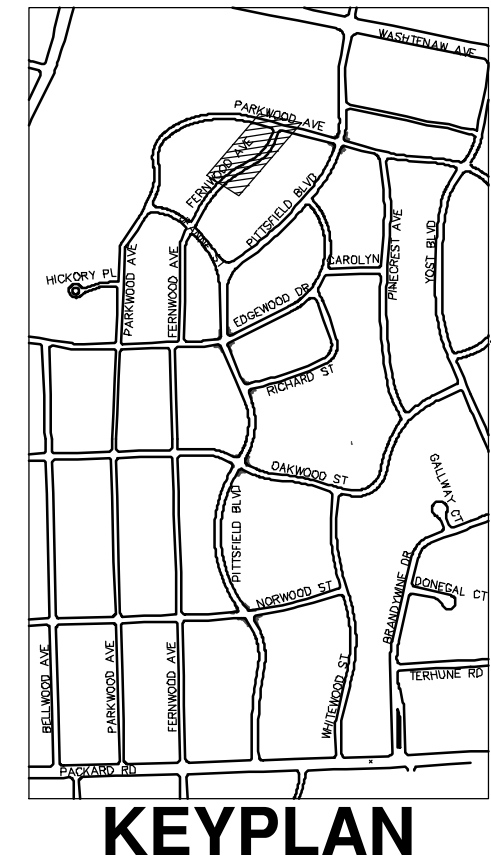 WASHTENAW AVE
PARKWOOD AVE
FERNWOOD AVE
PITTSFIELD BLVD
PINECREST AVE
YOST BLVD
CAROLYN
HICKORY PL
PARKWOOD AVE
FERNWOOD AVE
EDGEWOOD DR
RICHARD ST
OAKWOOD ST
GALLWAY CT
PITTSFIELD BLVD
BRANDYWINE DR
DONEGAL CT
NORWOOD ST
BELLWOOD AVE
PARKWOOD AVE
FERNWOOD AVE
WHITEWOOD ST
TERHUNE RD
PACKARD RD
KEYPLAN